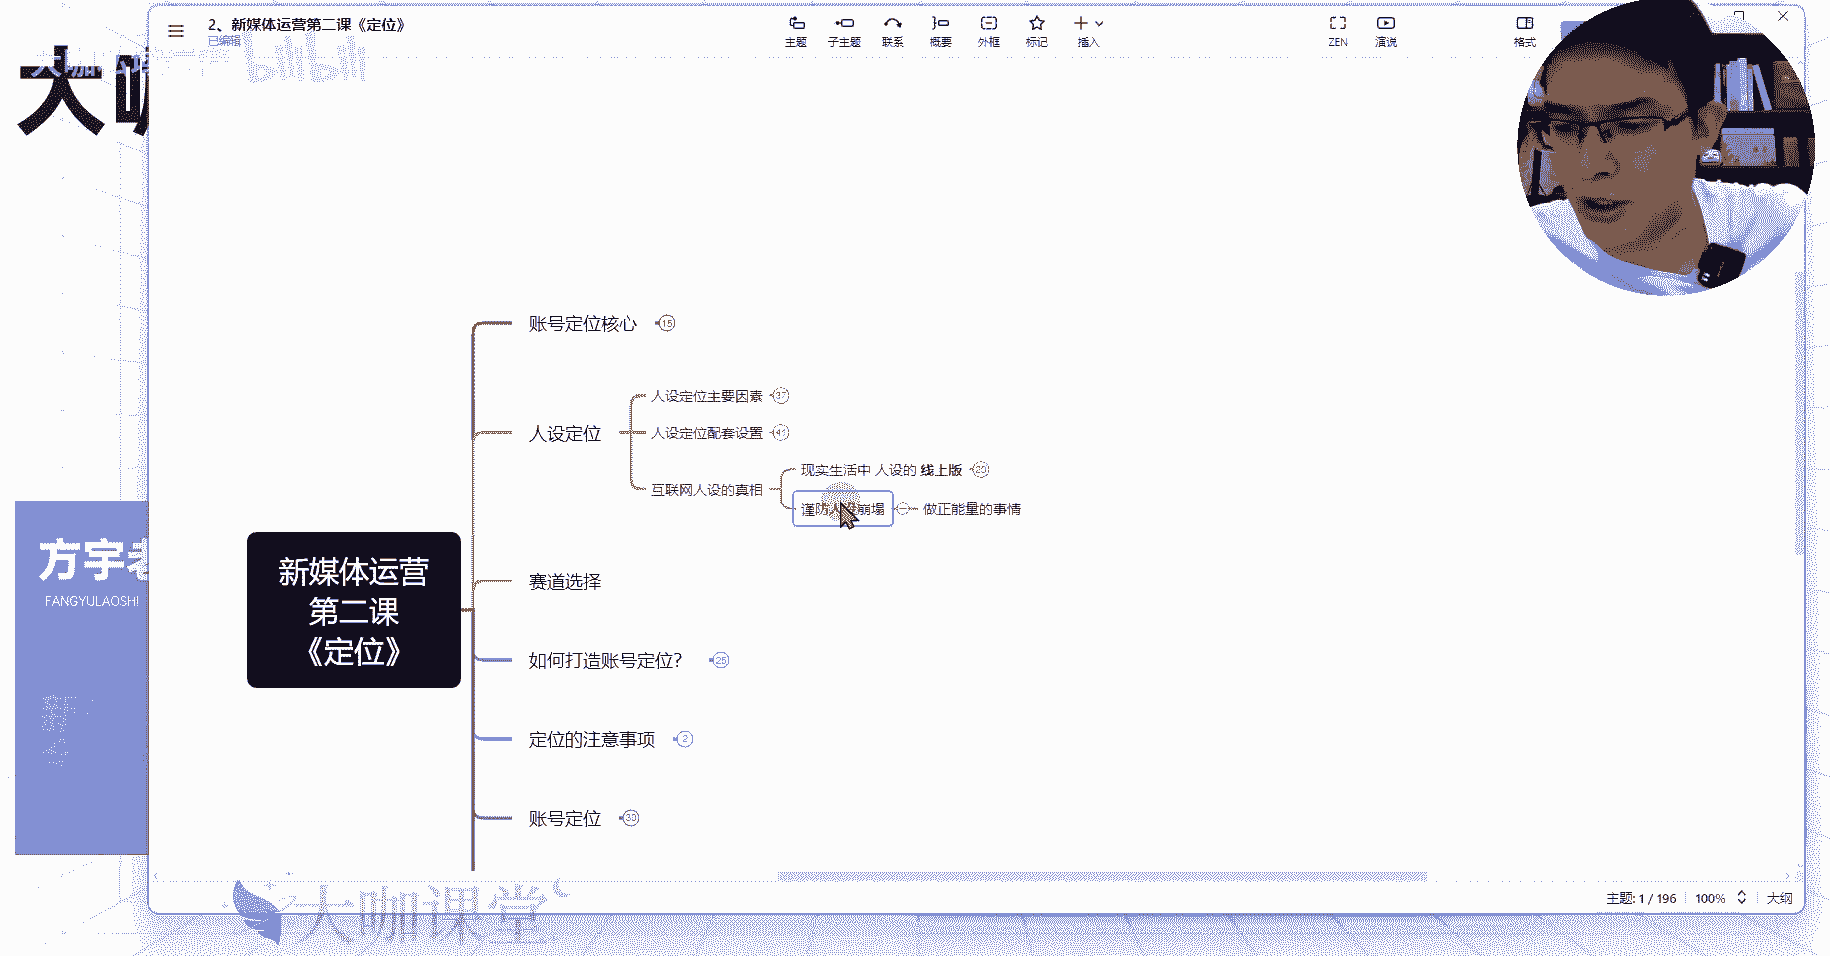 2、新媒体运营第二课《定位》
已编辑
主题
子主题
联系
概要
外框
标记
插入
ZEN
演说
格式
bilibili
大咖
账号定位核心 15
人设定位
人设定位主要因素 37
人设定位配套设置
互联网人设的真相
现实生活中 人设的 线上版
谨防人设崩塌
做正能量的事情
新媒体运营
第二课
《定位》
赛道选择
如何打造账号定位? 25
定位的注意事项 2
账号定位
方宇老
FANGYULAOSHI
大咖课堂
主题: 1 / 196
100%
大纲